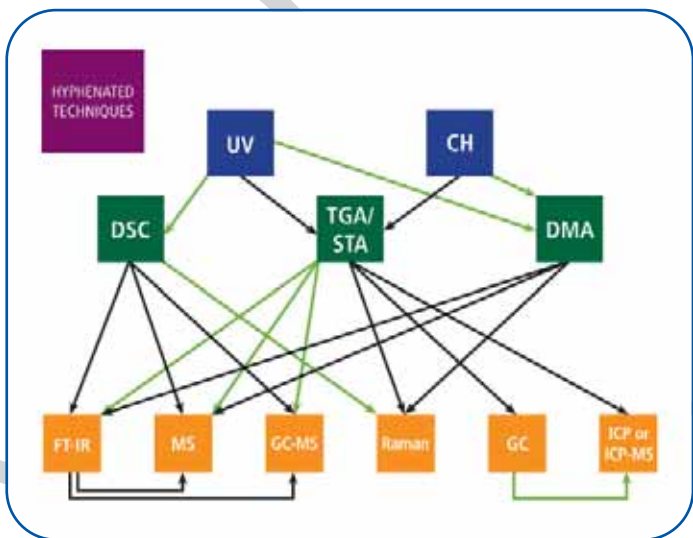 HYPHENATED
TECHNIQUES
UV
CH
DSC
TGA/
STA
DMA
FT-IR
MS
GC-MS
Raman
GC
ICP or
ICP-MS